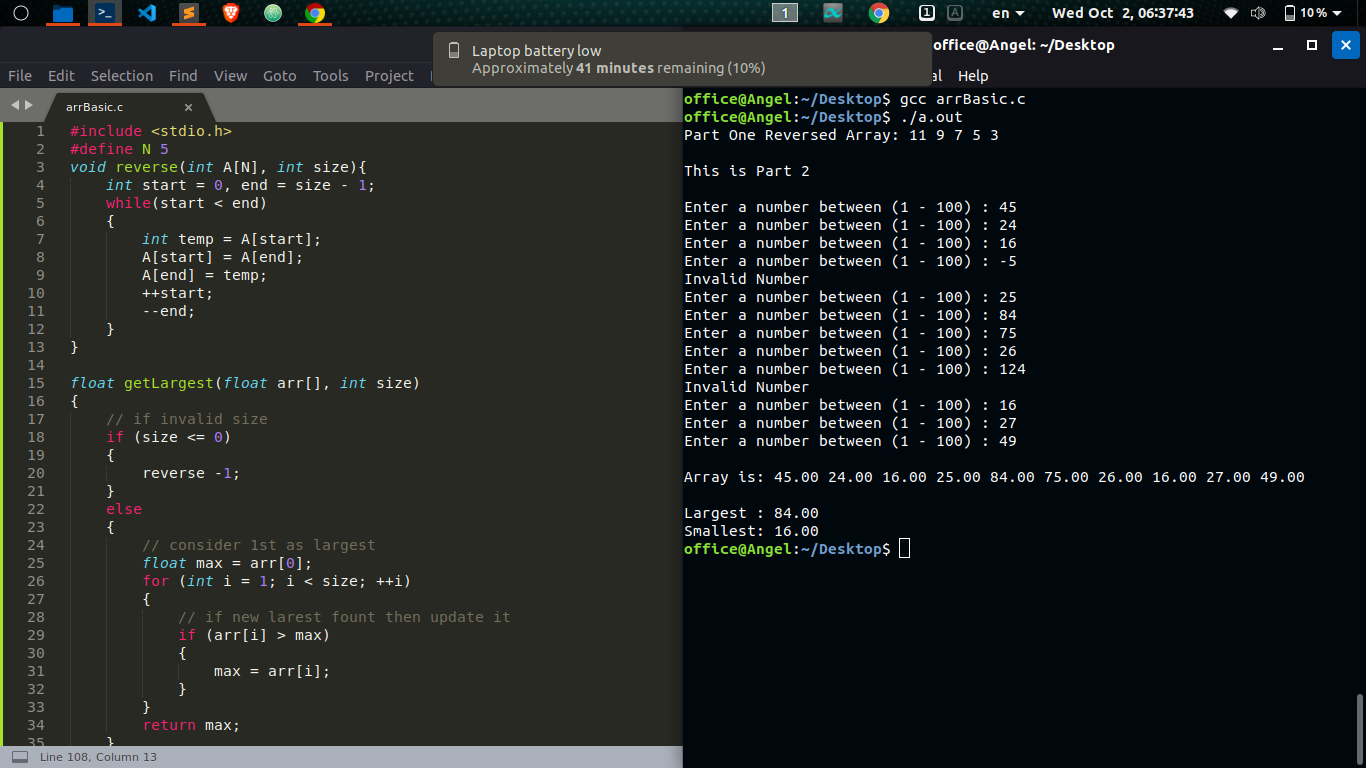 1
1
A
en
Wed Oct 2, 06:37:43
10%
Laptop battery low
Approximately 41 minutes remaining (10%)
office@Angel: ~/Desktop
File Edit Selection Find View Goto Tools Project
al Help
arrBasic.c
1 #include <stdio.h>
2 #define N 5
3 void reverse(int A[N], int size){
4 int start = 0, end = size - 1;
5 while(start < end)
6 {
7 int temp = A[start];
8 A[start] = A[end];
9 A[end] = temp;
10 ++start;
11 --end;
12 }
13 }
14
15 float getLargest(float arr[], int size)
16 {
17 // if invalid size
18 if (size <= 0)
19 {
20 reverse -1;
21 }
22 else
23 {
24 // consider 1st as largest
25 float max = arr[0];
26 for (int i = 1; i < size; ++i)
27 {
28 // if new larest fount then update it
29 if (arr[i] > max)
30 {
31 max = arr[i];
32 }
33 }
34 return max;
35 }
Line 108, Column 13
office@Angel:~/Desktop$ gcc arrBasic.c
office@Angel:~/Desktop$ ./a.out
Part One Reversed Array: 11 9 7 5 3
This is Part 2
Enter a number between (1 - 100) : 45
Enter a number between (1 - 100) : 24
Enter a number between (1 - 100) : 16
Enter a number between (1 - 100) : -5
Invalid Number
Enter a number between (1 - 100) : 25
Enter a number between (1 - 100) : 84
Enter a number between (1 - 100) : 75
Enter a number between (1 - 100) : 26
Enter a number between (1 - 100) : 124
Invalid Number
Enter a number between (1 - 100) : 16
Enter a number between (1 - 100) : 27
Enter a number between (1 - 100) : 49
Array is: 45.00 24.00 16.00 25.00 84.00 75.00 26.00 16.00 27.00 49.00
Largest : 84.00
Smallest: 16.00
office@Angel:~/Desktop$